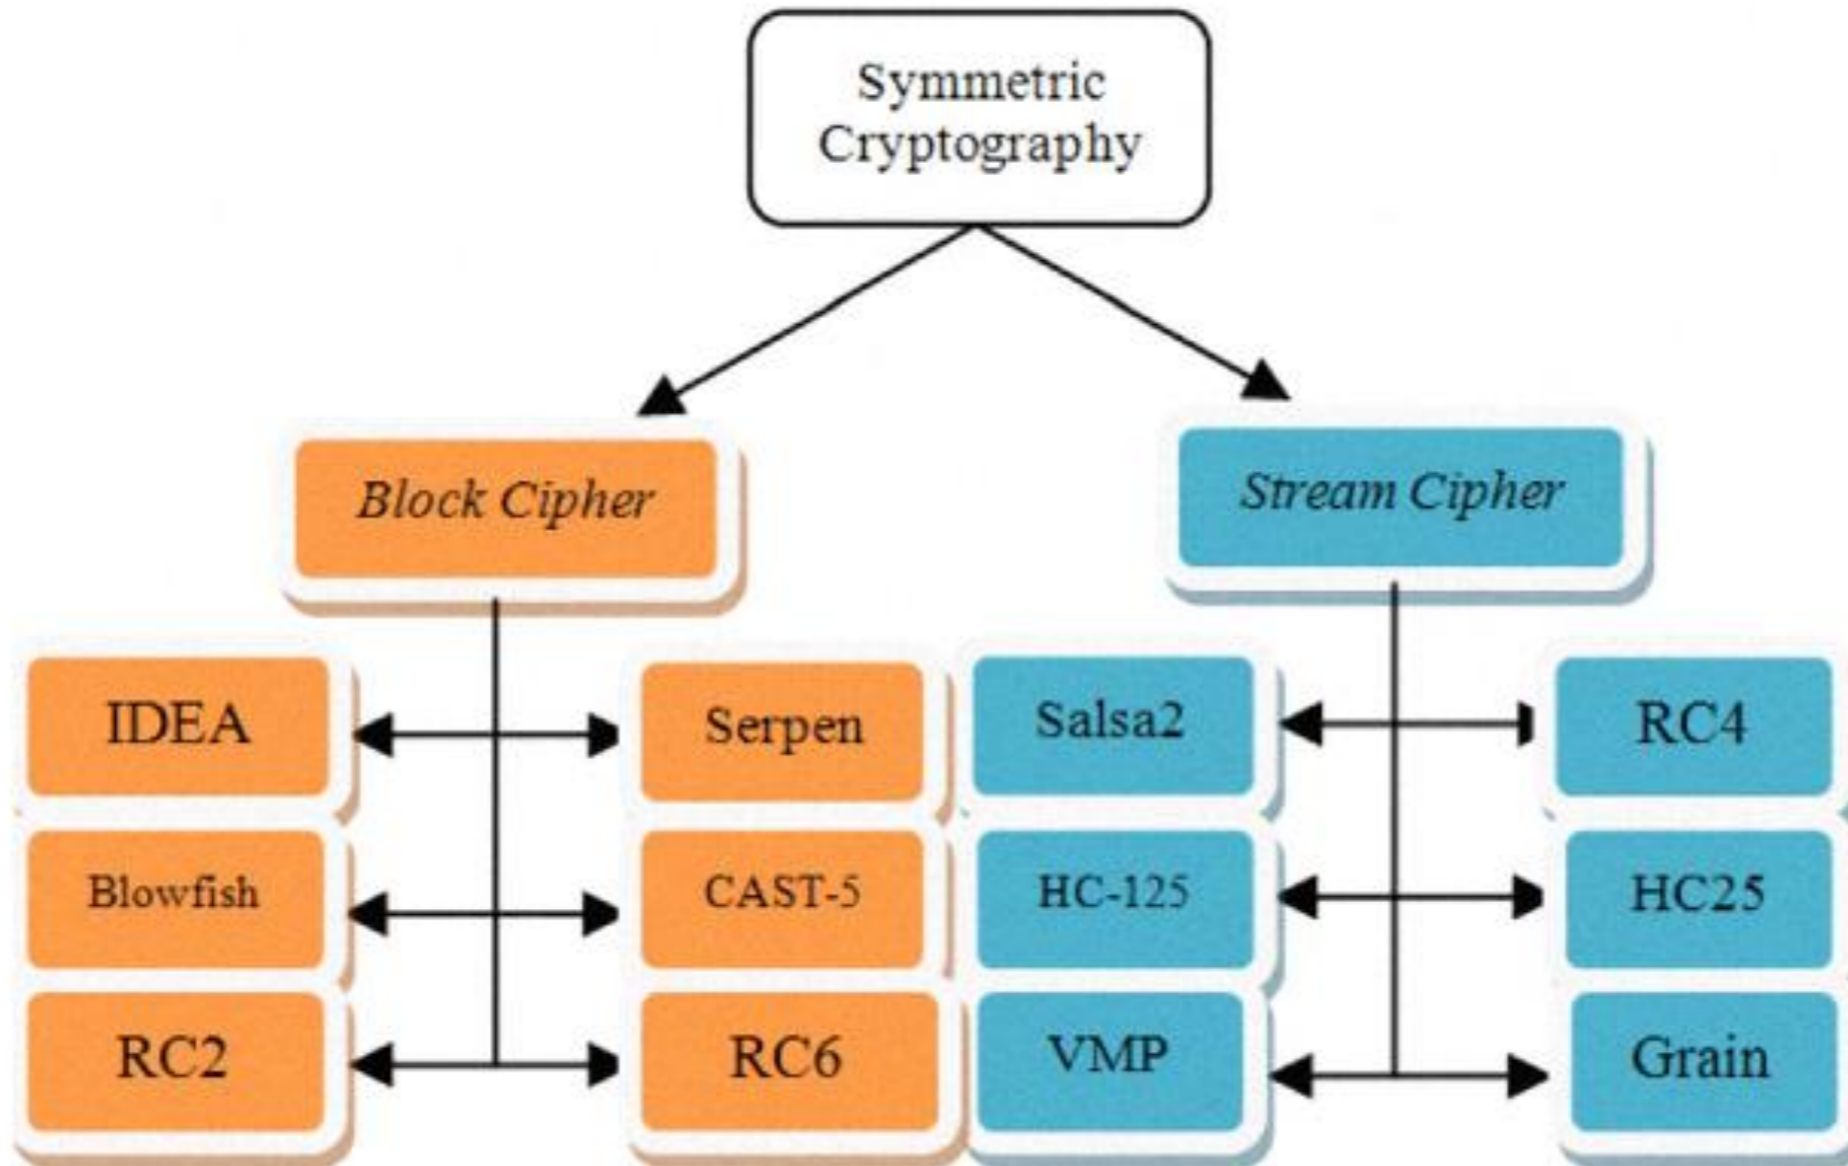 Symmetric
Cryptography
Block Cipher
Stream Cipher
IDEA
Serpen
Salsa2
RC4
Blowfish
CAST-5
HC-125
HC25
RC2
RC6
VMP
Grain